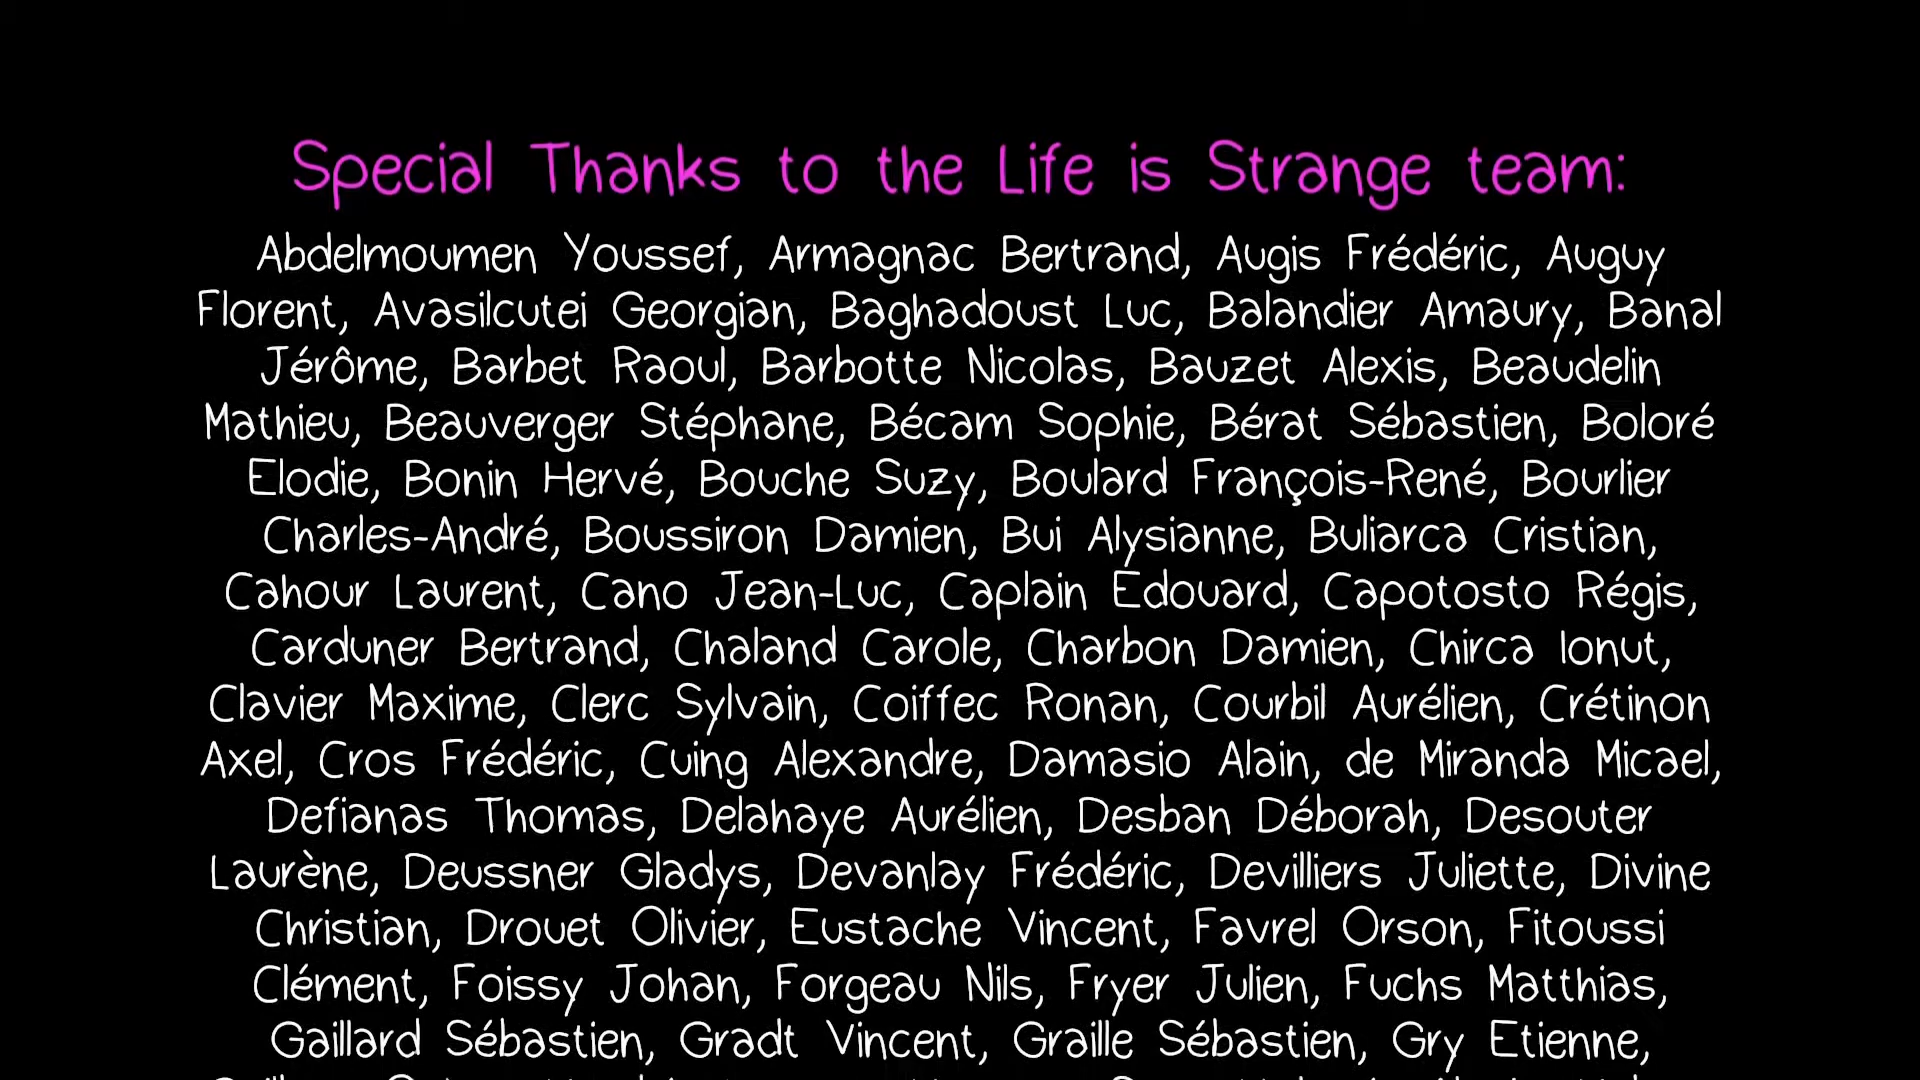 Special Thanks to the Life is Strange team:
Abdelmoumen Youssef, Armagnac Bertrand, Augis Frédéric, Auguy
Florent, Avasilcutei Georgian, Baghadoust Luc, Balandier Amaury, Banal
Jérôme, Barbet Raoul, Barbotte Nicolas, Bauzet Alexis, Beaudelin
Mathieu, Beauverger Stéphane, Bécam Sophie, Bérat Sébastien, Boloré
Elodie, Bonin Hervé, Bouche Suzy, Boulard François-René, Bourlier
Charles-André, Boussiron Damien, Bui Alysianne, Buliarca Cristian,
Cahour Laurent, Cano Jean-Luc, Caplain Edouard, Capotosto Régis,
Carduner Bertrand, Chaland Carole, Charbon Damien, Chirca Ionut,
Clavier Maxime, Clerc Sylvain, Coiffec Ronan, Courbil Aurélien, Crétinon
Axel, Cros Frédéric, Cuing Alexandre, Damasio Alain, de Miranda Micael,
Defianas Thomas, Delahaye Aurélien, Desban Déborah, Desouter
Laurène, Deussner Gladys, Devanlay Frédéric, Devilliers Juliette, Divine
Christian, Drouet Olivier, Eustache Vincent, Favrel Orson, Fitoussi
Clément, Foissy Johan, Forgeau Nils, Fryer Julien, Fuchs Matthias,
Gaillard Sébastien, Gradt Vincent, Graille Sébastien, Gry Etienne,